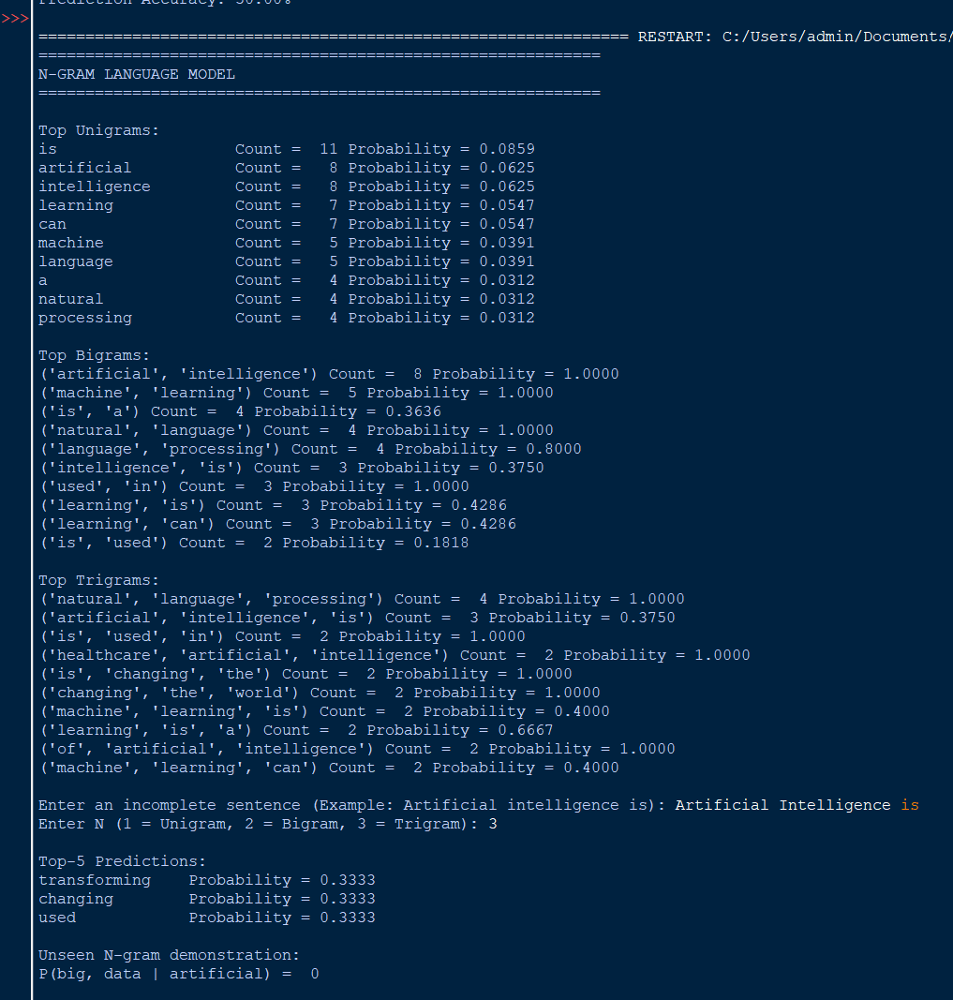 Prediction Accuracy: 50.00%
>>>
=============================================================== RESTART: C:/Users/admin/Documents/
============================================================
N-GRAM LANGUAGE MODEL
============================================================
Top Unigrams:
is Count = 11 Probability = 0.0859
artificial Count = 8 Probability = 0.0625
intelligence Count = 8 Probability = 0.0625
learning Count = 7 Probability = 0.0547
can Count = 7 Probability = 0.0547
machine Count = 5 Probability = 0.0391
language Count = 5 Probability = 0.0391
a Count = 4 Probability = 0.0312
natural Count = 4 Probability = 0.0312
processing Count = 4 Probability = 0.0312
Top Bigrams:
('artificial', 'intelligence') Count = 8 Probability = 1.0000
('machine', 'learning') Count = 5 Probability = 1.0000
('is', 'a') Count = 4 Probability = 0.3636
('natural', 'language') Count = 4 Probability = 1.0000
('language', 'processing') Count = 4 Probability = 0.8000
('intelligence', 'is') Count = 3 Probability = 0.3750
('used', 'in') Count = 3 Probability = 1.0000
('learning', 'is') Count = 3 Probability = 0.4286
('learning', 'can') Count = 3 Probability = 0.4286
('is', 'used') Count = 2 Probability = 0.1818
Top Trigrams:
('natural', 'language', 'processing') Count = 4 Probability = 1.0000
('artificial', 'intelligence', 'is') Count = 3 Probability = 0.3750
('is', 'used', 'in') Count = 2 Probability = 1.0000
('healthcare', 'artificial', 'intelligence') Count = 2 Probability = 1.0000
('is', 'changing', 'the') Count = 2 Probability = 1.0000
('changing', 'the', 'world') Count = 2 Probability = 1.0000
('machine', 'learning', 'is') Count = 2 Probability = 0.4000
('learning', 'is', 'a') Count = 2 Probability = 0.6667
('of', 'artificial', 'intelligence') Count = 2 Probability = 1.0000
('machine', 'learning', 'can') Count = 2 Probability = 0.4000
Enter an incomplete sentence (Example: Artificial intelligence is): Artificial Intelligence is
Enter N (1 = Unigram, 2 = Bigram, 3 = Trigram): 3
Top-5 Predictions:
transforming Probability = 0.3333
changing Probability = 0.3333
used Probability = 0.3333
Unseen N-gram demonstration:
P(big, data | artificial) = 0